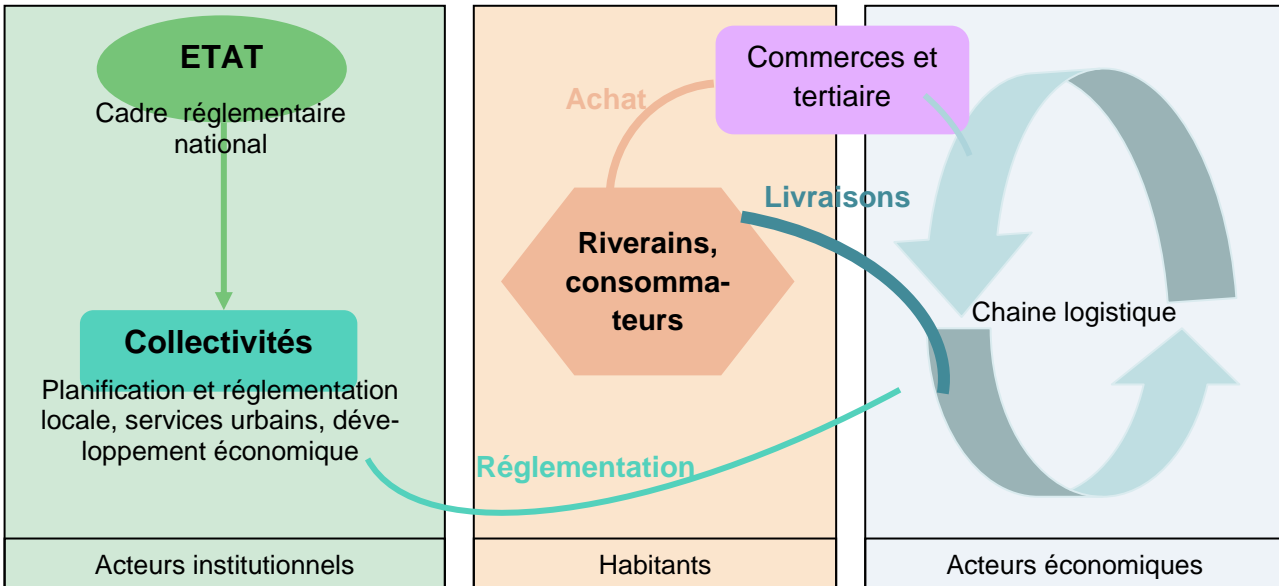 ETAT
Cadre réglementaire
national
Collectivités
Planification et réglementation
locale, services urbains, déve-
loppement économique
Acteurs institutionnels
Achat
Riverains,
consomma-
teurs
Réglementation
Habitants
Commerces et
tertiaire
Livraisons
Chaine logistique
Acteurs économiques